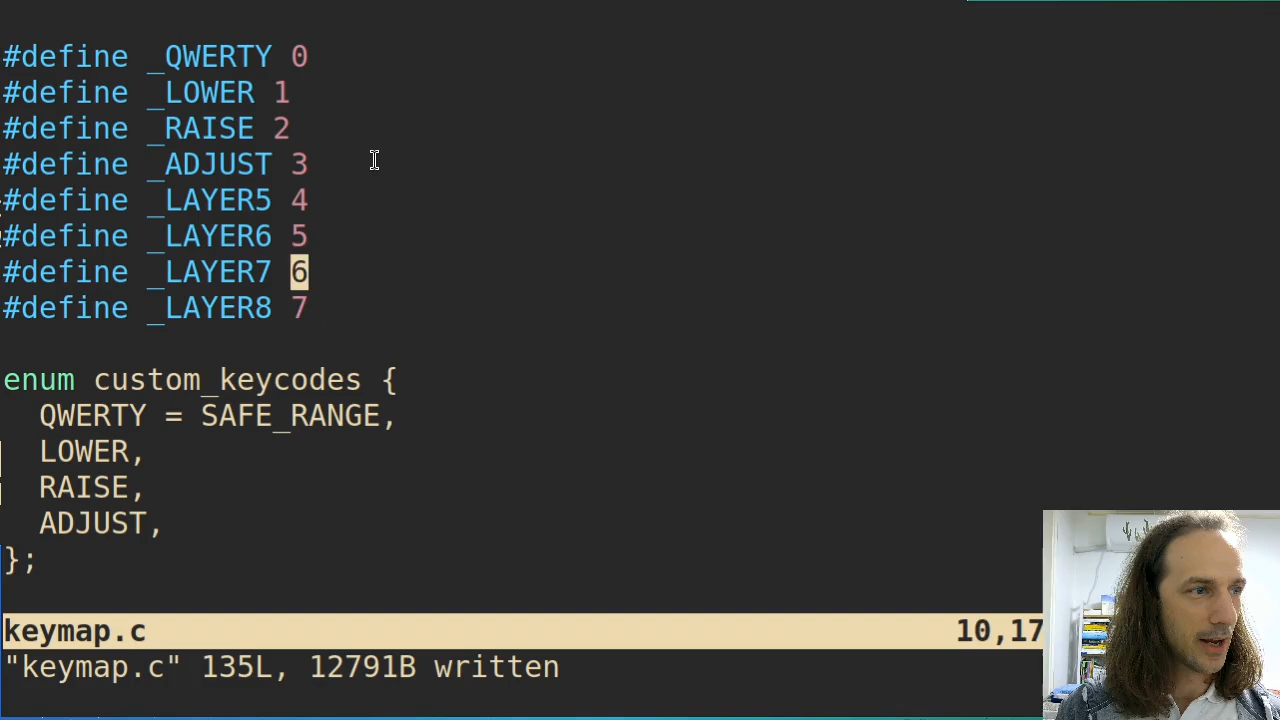 #define _QWERTY 0
#define _LOWER 1
#define _RAISE 2
#define _ADJUST 3
#define _LAYER5 4
#define _LAYER6 5
#define _LAYER7 6
#define _LAYER8 7
enum custom_keycodes {
  QWERTY = SAFE_RANGE,
  LOWER,
  RAISE,
  ADJUST,
};
keymap.c 10,17
"keymap.c" 135L, 12791B written